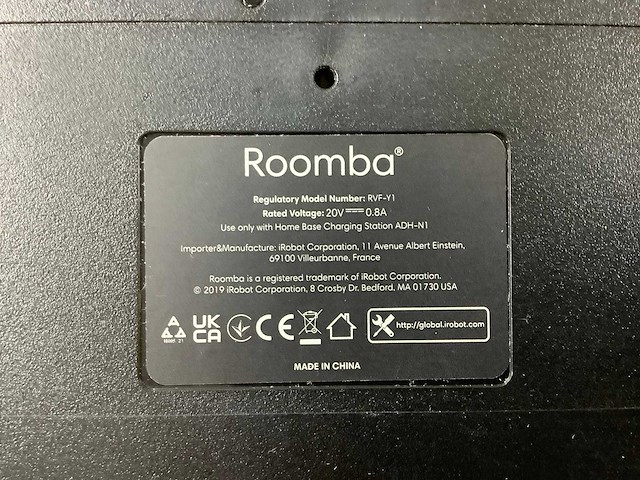 Roomba®
Regulatory Model Number: RVF-Y1
Rated Voltage: 20V ⎓ 0.8A
Use only with Home Base Charging Station ADH-N1
Importer&Manufacture: iRobot Corporation, 11 Avenue Albert Einstein,
69100 Villeurbanne, France
Roomba is a registered trademark of iRobot Corporation.
© 2019 iRobot Corporation, 8 Crosby Dr. Bedford, MA 01730 USA
UK
CA
CE
http://global.irobot.com
MADE IN CHINA